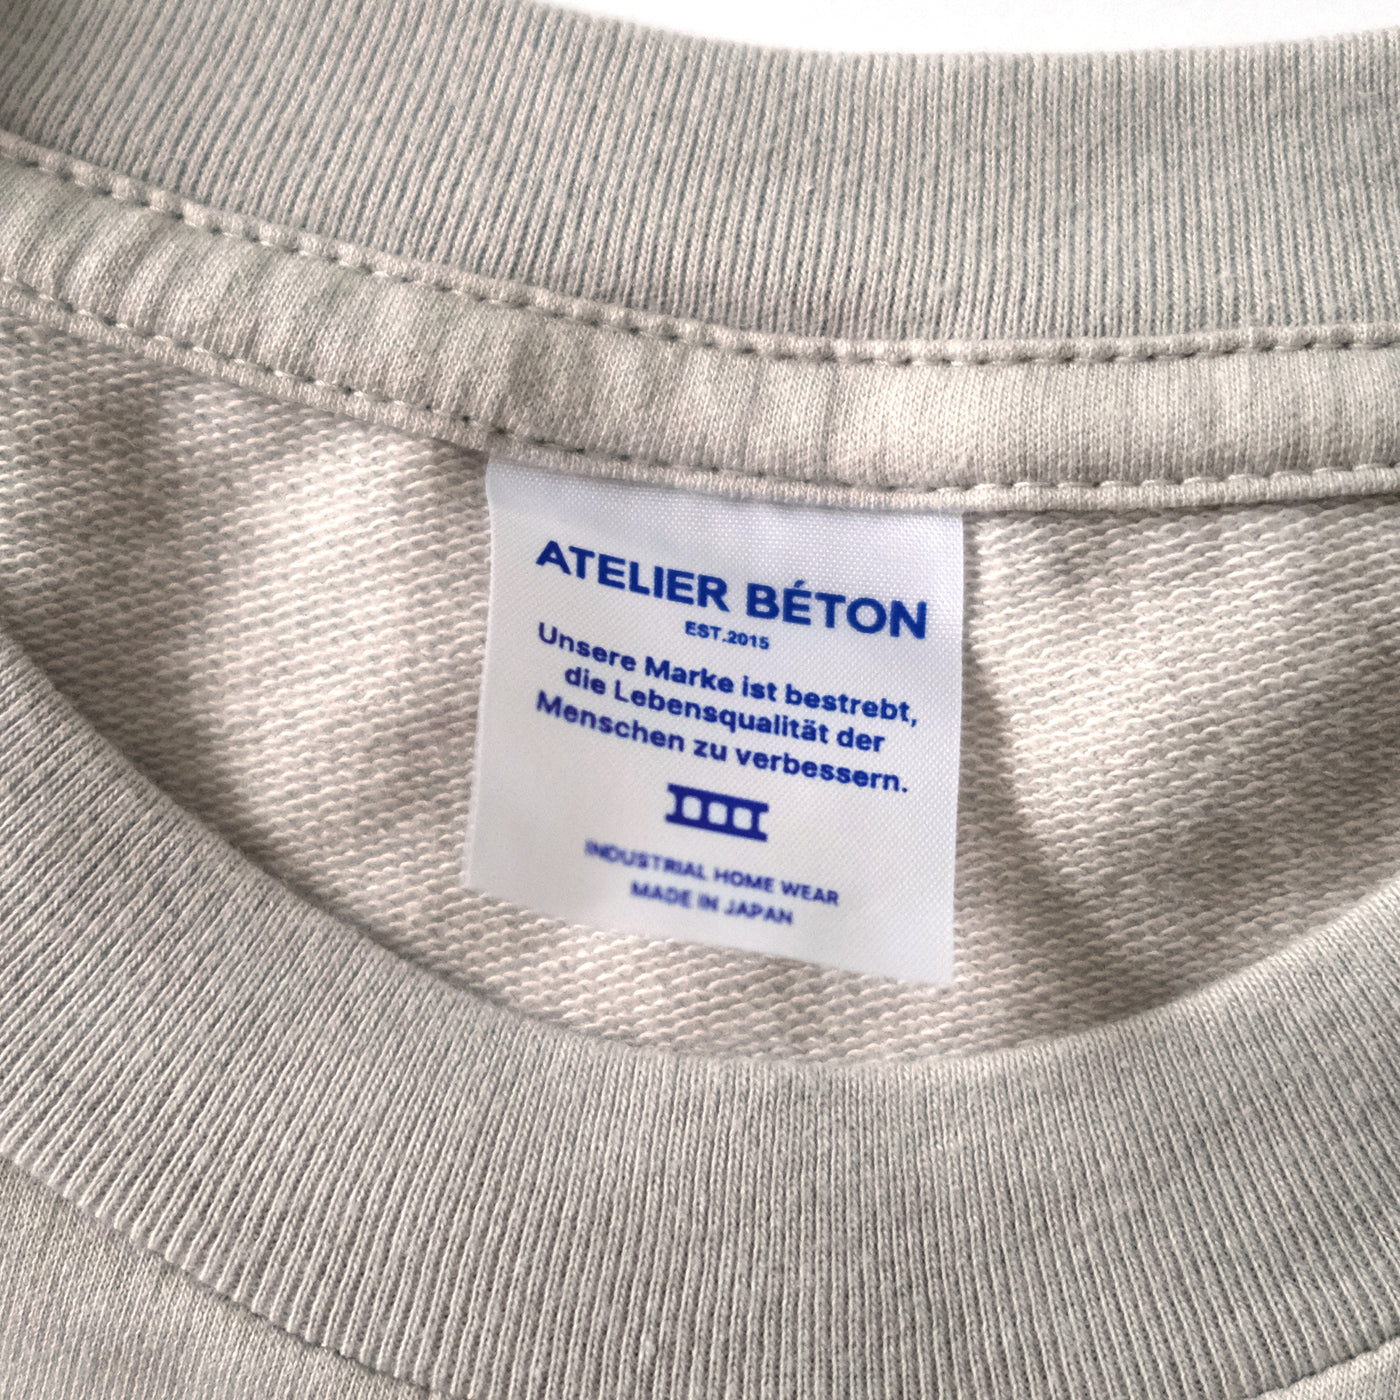 ATELIER BÉTON
EST.2015
Unsere Marke ist bestrebt,
die Lebensqualität der
Menschen zu verbessern.
INDUSTRIAL HOME WEAR
MADE IN JAPAN